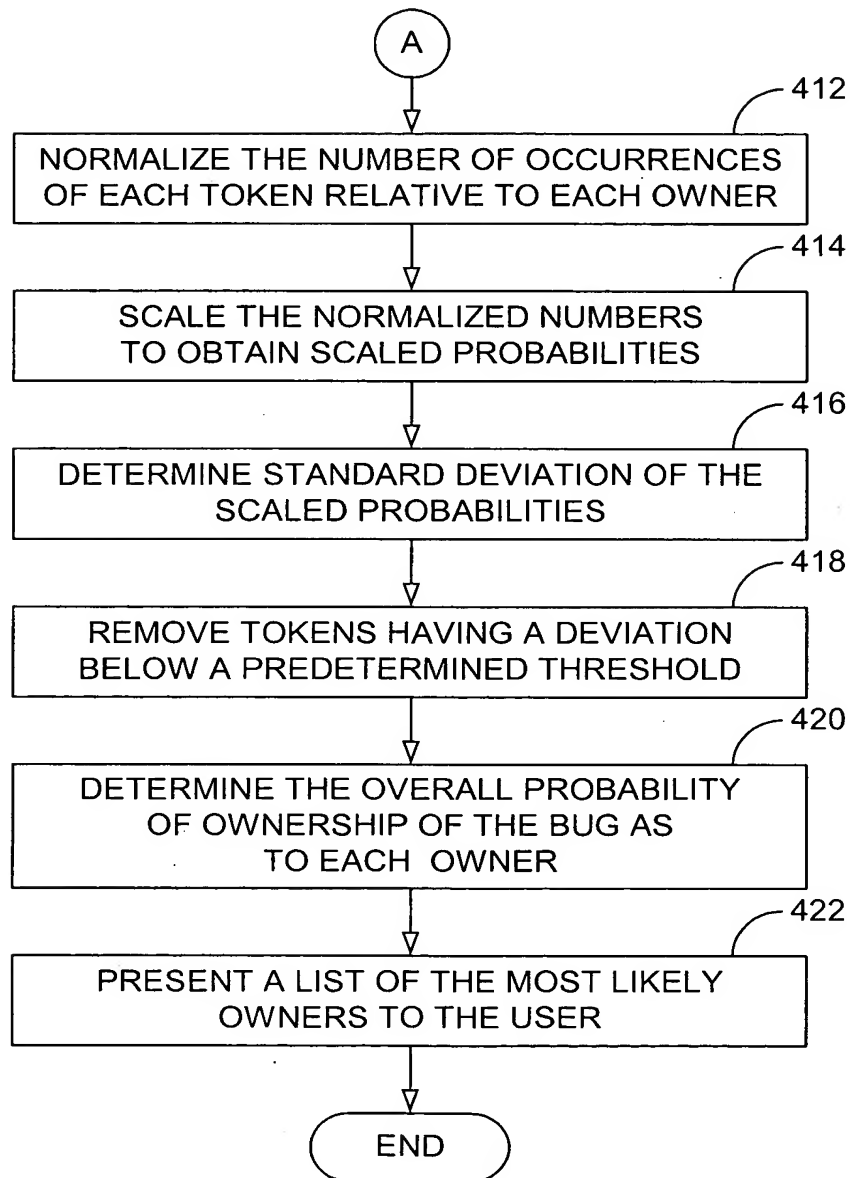 A
412
NORMALIZE THE NUMBER OF OCCURRENCES
OF EACH TOKEN RELATIVE TO EACH OWNER
414
SCALE THE NORMALIZED NUMBERS
TO OBTAIN SCALED PROBABILITIES
416
DETERMINE STANDARD DEVIATION OF THE
SCALED PROBABILITIES
418
REMOVE TOKENS HAVING A DEVIATION
BELOW A PREDETERMINED THRESHOLD
420
DETERMINE THE OVERALL PROBABILITY
OF OWNERSHIP OF THE BUG AS
TO EACH OWNER
422
PRESENT A LIST OF THE MOST LIKELY
OWNERS TO THE USER
END